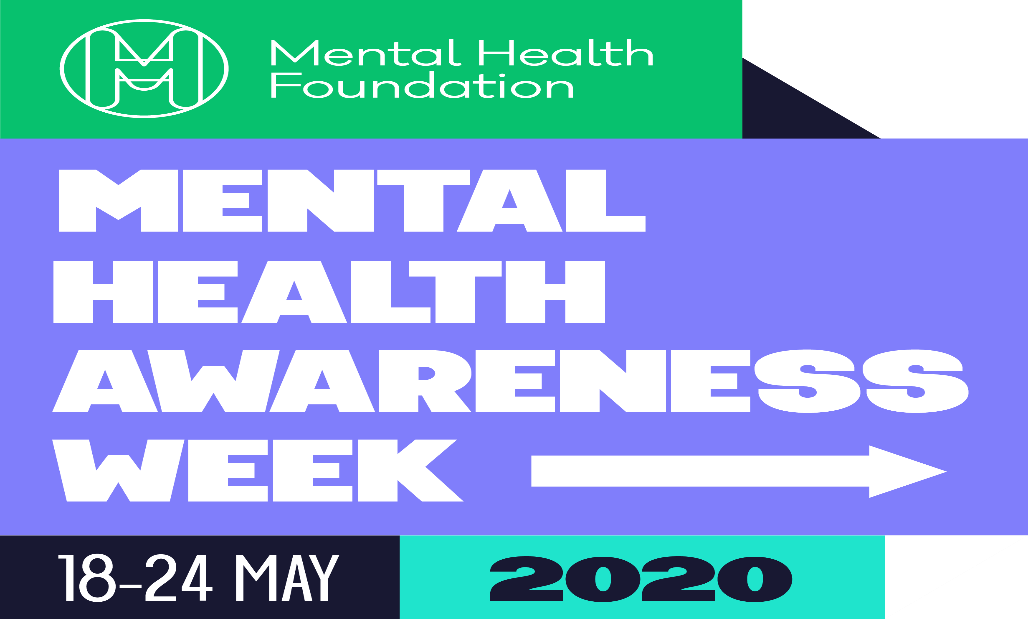 Mental Health
Foundation
MENTAL
HEALTH
AWARENESS
WEEK
18-24 MAY
2020